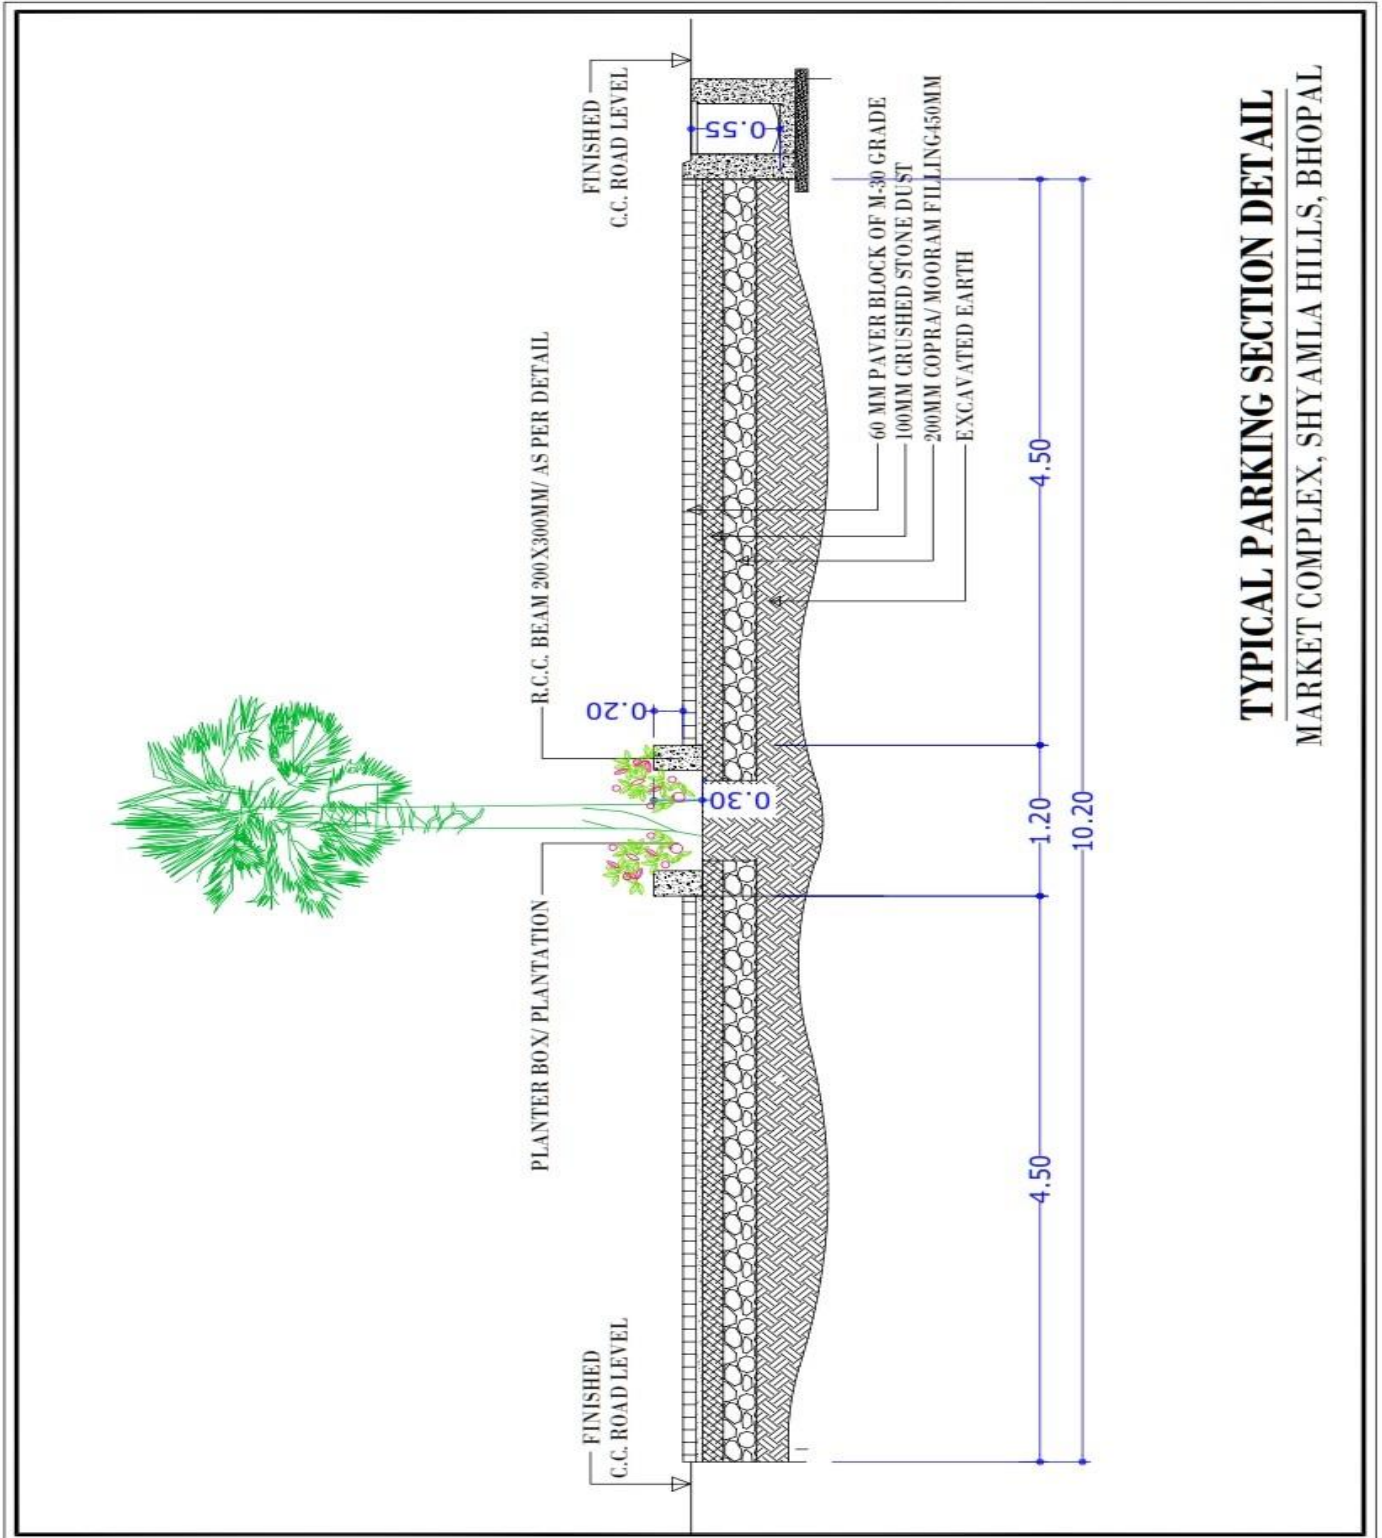 FINISHED
C.C. ROAD LEVEL
0.55
60 MM PAVER BLOCK OF M-30 GRADE
100MM CRUSHED STONE DUST
200MM COPRA/ MOORAM FILLING450MM
EXCAVATED EARTH
R.C.C. BEAM 200X300MM/ AS PER DETAIL
0.20
0.30
PLANTER BOX/ PLANTATION
FINISHED
C.C. ROAD LEVEL
4.50
1.20
4.50
10.20
TYPICAL PARKING SECTION DETAIL
MARKET COMPLEX, SHYAMLA HILLS, BHOPAL